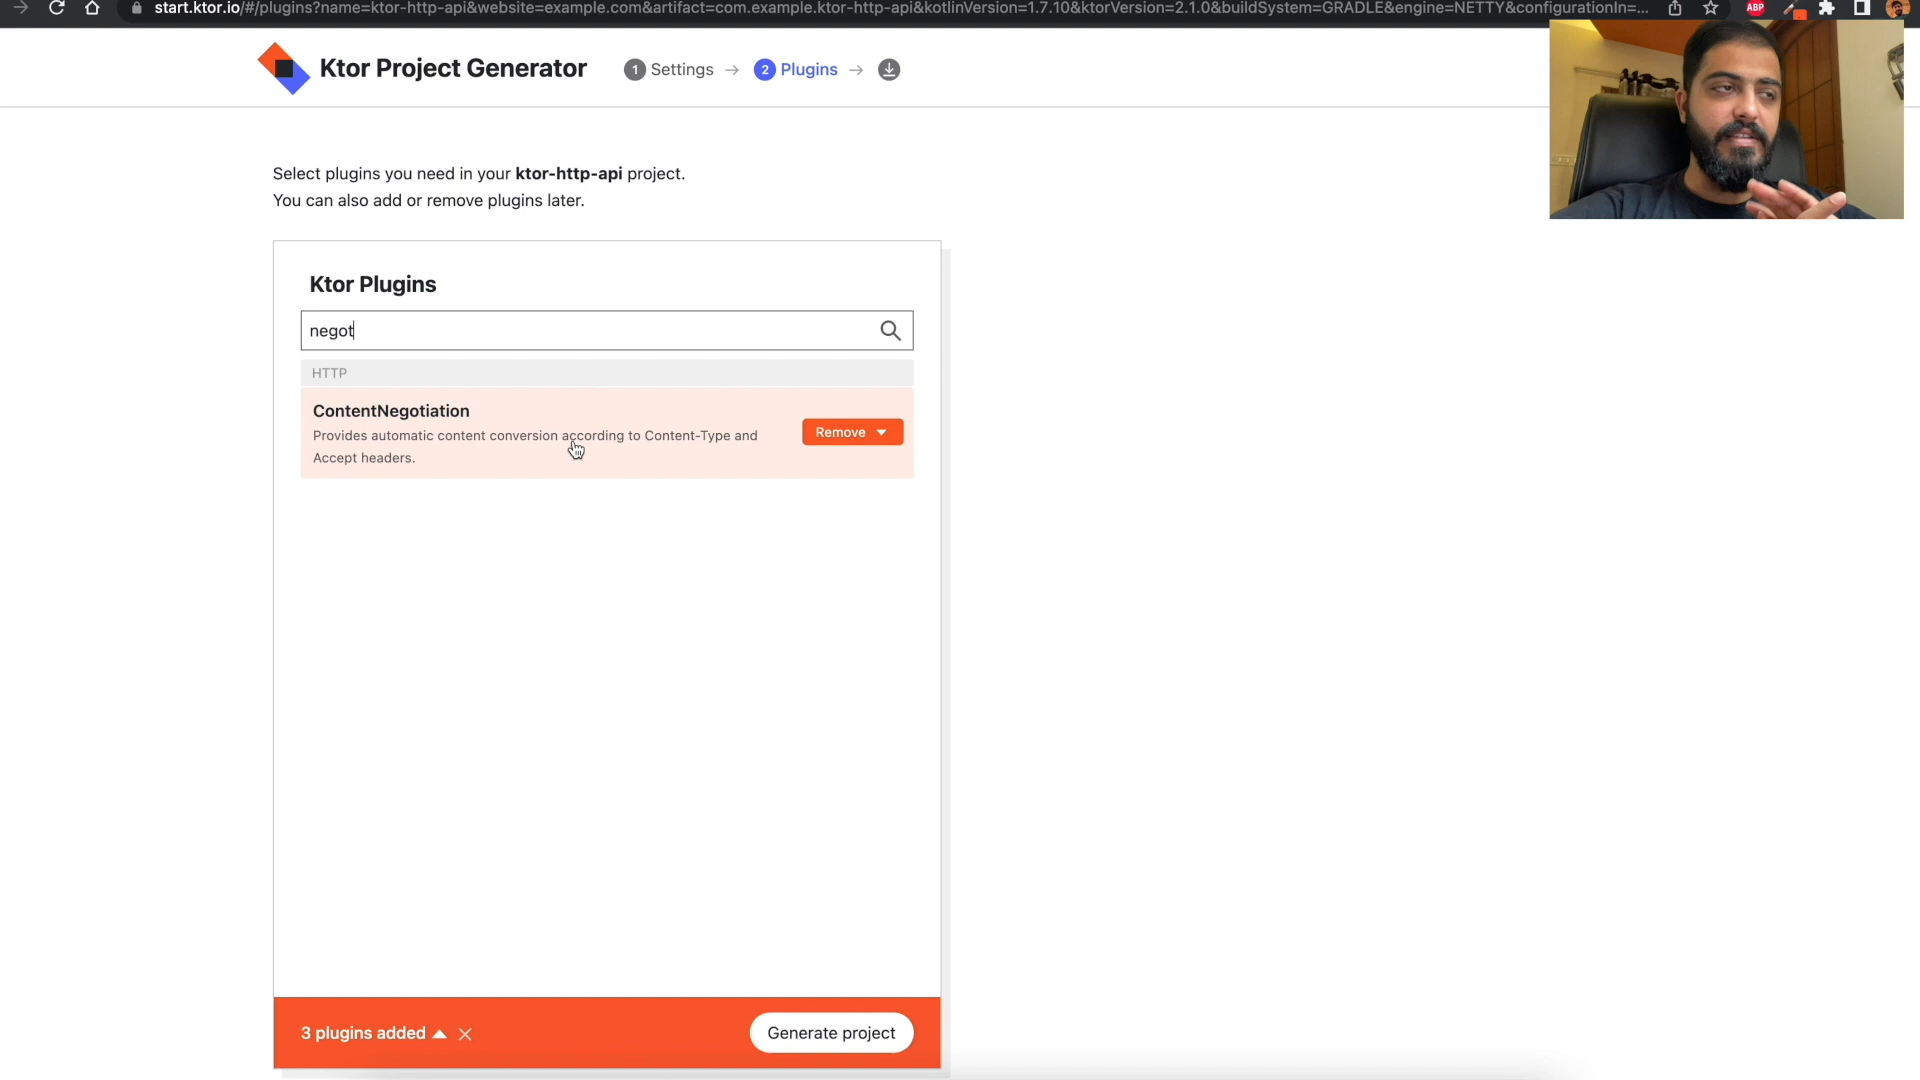 start.ktor.io/#/plugins?name=ktor-http-api&website=example.com&artifact=com.example.ktor-http-api&kotlinVersion=1.7.10&ktorVersion=2.1.0&buildSystem=GRADLE&engine=NETTY&configurationIn=...
ABP
Ktor Project Generator
1 Settings → 2 Plugins →
Select plugins you need in your ktor-http-api project.
You can also add or remove plugins later.
Ktor Plugins
negot
HTTP
ContentNegotiation
Provides automatic content conversion according to Content-Type and
Accept headers.
Remove
3 plugins added
Generate project